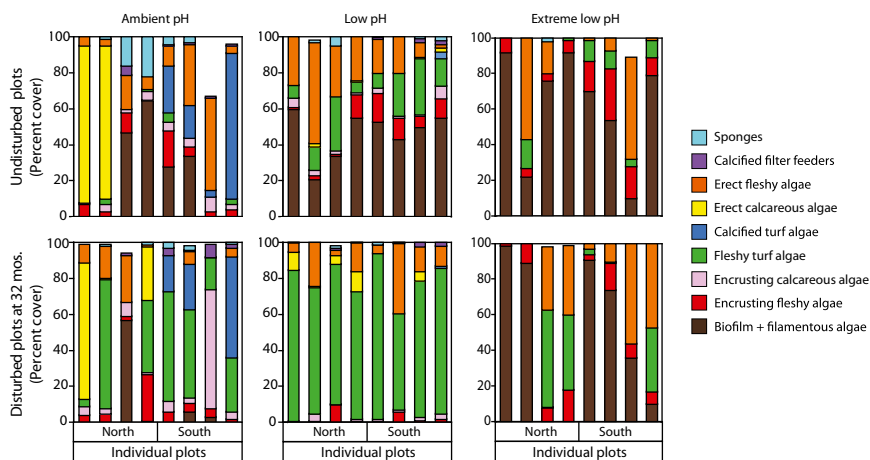 Ambient pH
Low pH
Extreme low pH
Undisturbed plots
(Percent cover)
100
80
60
40
20
0
100
80
60
40
20
0
100
80
60
40
20
0
Sponges
Calcified filter feeders
Erect fleshy algae
Erect calcareous algae
Calcified turf algae
Fleshy turf algae
Encrusting calcareous algae
Encrusting fleshy algae
Biofilm + filamentous algae
Disturbed plots at 32 mos.
(Percent cover)
100
80
60
40
20
0
100
80
60
40
20
0
100
80
60
40
20
0
North South
North South
North South
Individual plots
Individual plots
Individual plots